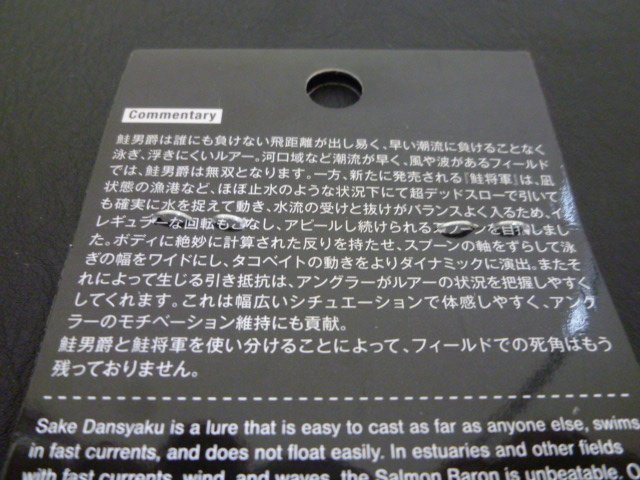 Commentary
鮭男爵は誰にも負けない飛距離が出し易く、早い潮流に負けることなく
泳ぎ、浮きにくいルアー。河口域など潮流が早く、風や波があるフィールド
では、鮭男爵は無双となります。一方、新たに発売される『鮭将軍』は、凪
状態の漁港など、ほぼ止水のような状況下にて超デッドスローで引いて
も確実に水を捉えて動き、水流の受けと抜けがバランスよく入るため、イ
レギュラーな回転も少なし、アピールし続けられるスプーンを目指しまし
た。ボディに絶妙に計算された反りを持たせ、スプーンの軸をずらして泳
ぎの幅をワイドにし、タコベイトの動きをよりダイナミックに演出。またそ
れによって生じる引き抵抗は、アングラーがルアーの状況を把握しやすく
してくれます。これは幅広いシチュエーションで体感しやすく、アング
ラーのモチベーション維持にも貢献。
鮭男爵と鮭将軍を使い分けることによって、フィールドでの死角はもう
残っておりません。
Sake Dansyaku is a lure that is easy to cast as far as anyone else, swims
in fast currents, and does not float easily. In estuaries and other fields
with fast currents, wind, and waves, the Salmon Baron is unbeatable. O